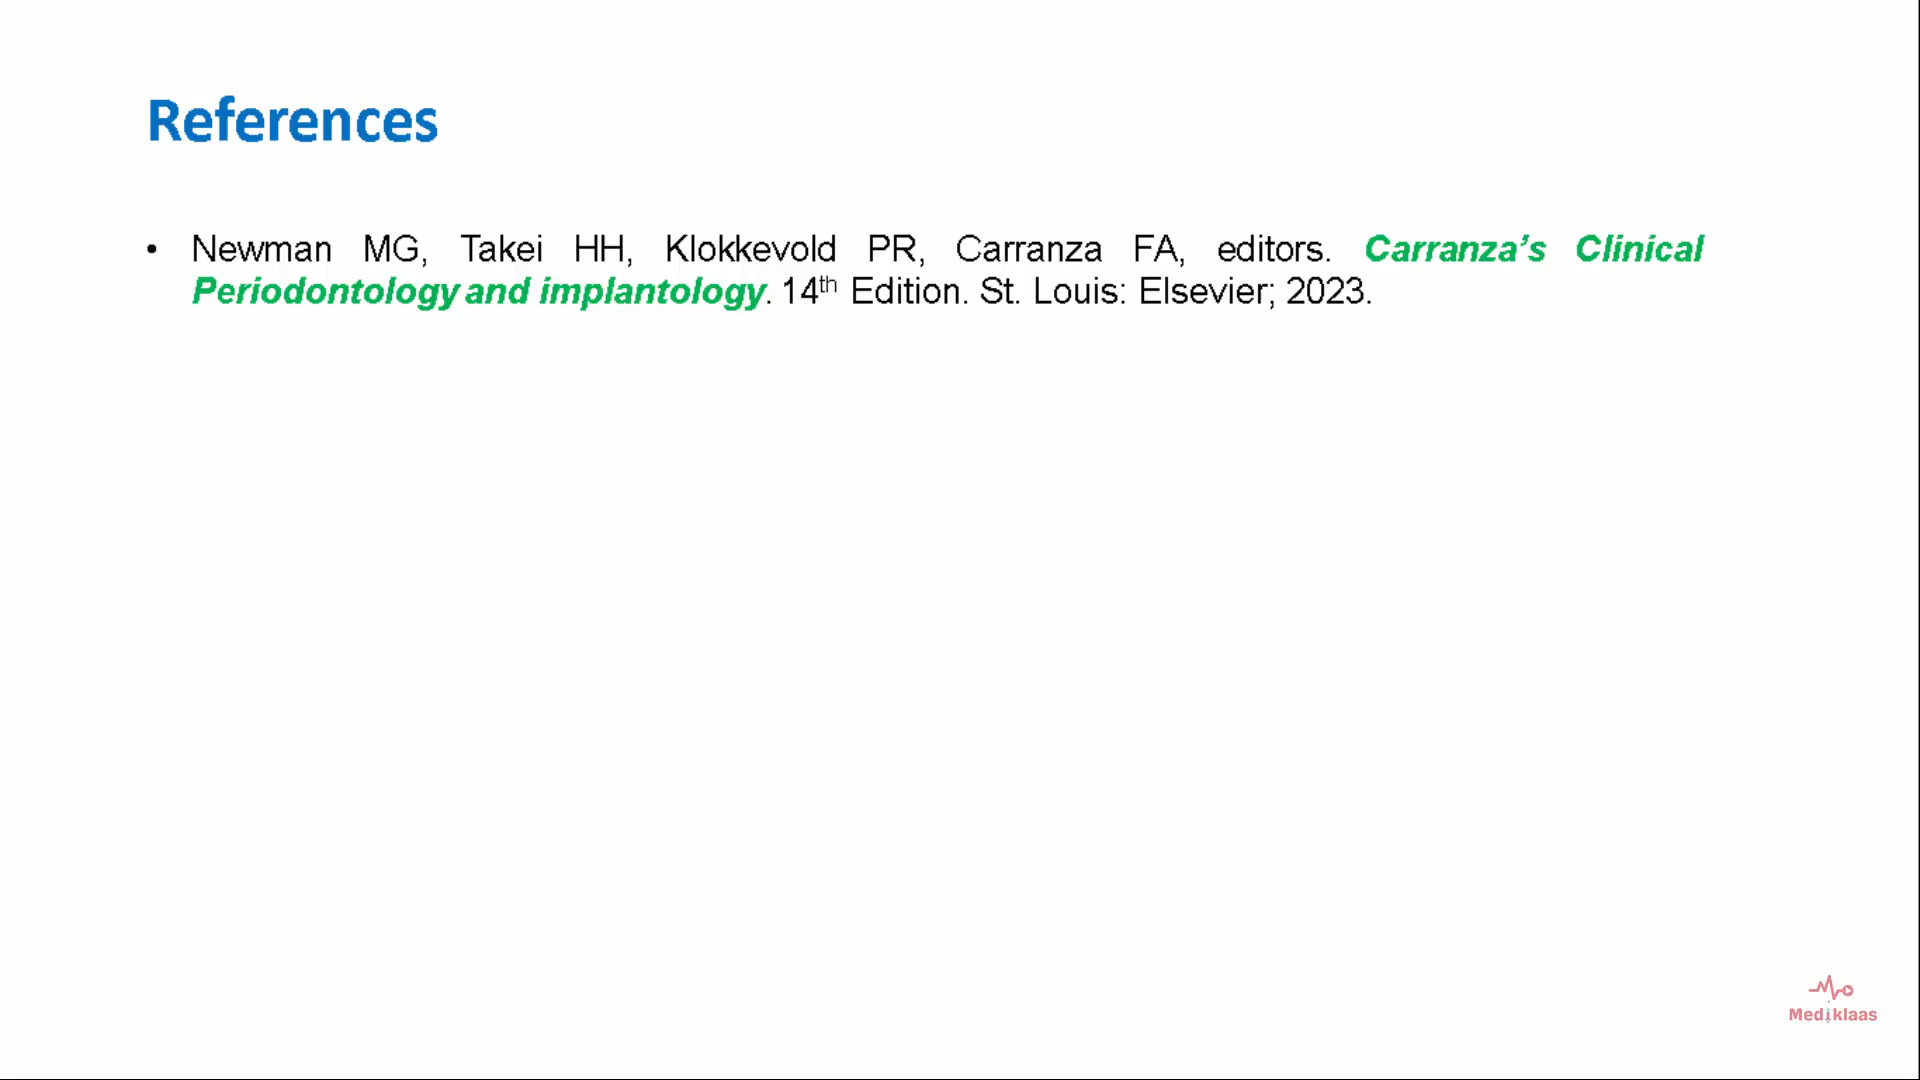 References
• Newman MG, Takei HH, Klokkevold PR, Carranza FA, editors. Carranza’s Clinical
Periodontology and implantology. 14th Edition. St. Louis: Elsevier; 2023.
Mediklaas